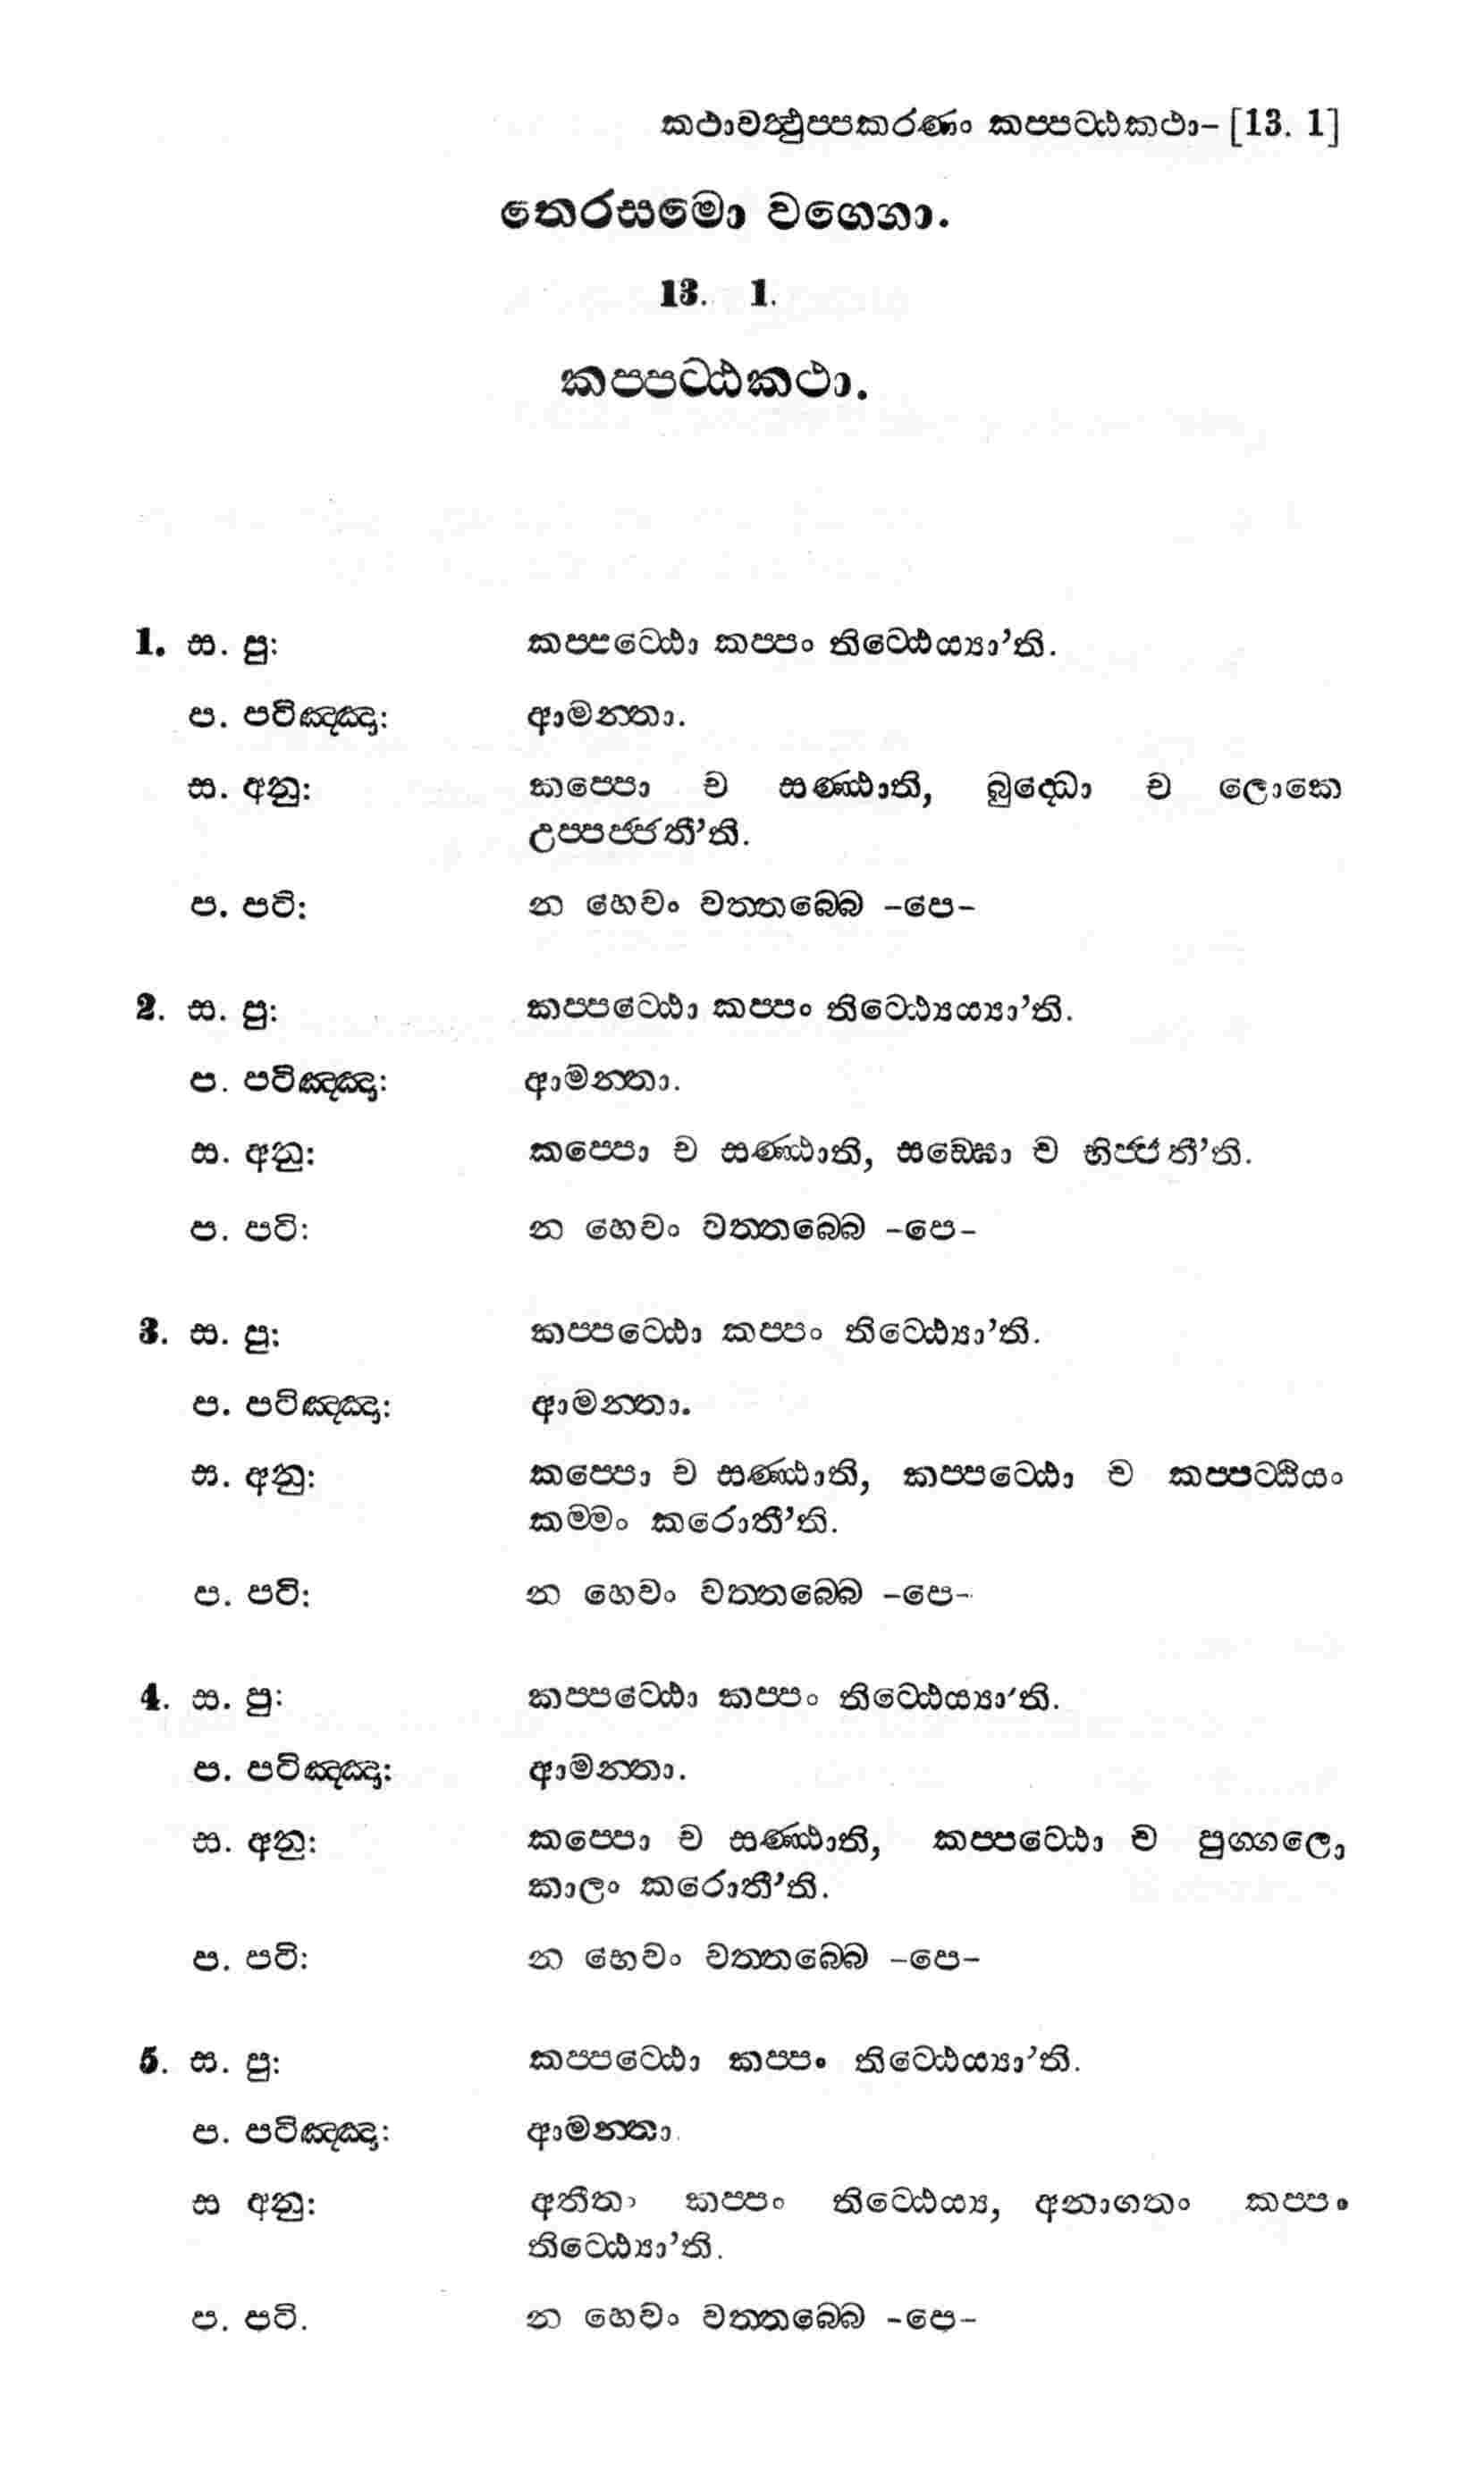 කථාවත්‍ථුප‍්පකරණං කප‍්පට‍්ඨකථා- [13. 1]
තෙරසමො වග‍්ගො.
13. 1.
කප‍්පට‍්ඨකථා.
1. ස. පු: කප‍්පට‍්ඨො කප‍්පං තිට‍්ඨෙය්‍යා’ති.
ප. පටිඤ‍්ඤා: ආමන‍්තා.
ස. අනු: කප‍්පො ච සණ‍්ඨාති, බුද‍්ධො ච ලොකෙ
උප‍්පජ‍්ජතී’ති.
ප. පටි: න හෙවං වත‍්තබ‍්බෙ -පෙ-
2. ස. පු: කප‍්පට‍්ඨො කප‍්පං තිට‍්ඨේ‍යය්‍යා’ති.
ප. පටිඤ‍්ඤා: ආමන‍්තා.
ස. අනු: කප‍්පො ච සණ‍්ඨාති, සඞ‍්ඝො ච භිජ‍්ජතී’ති.
ප. පටි: න හෙවං වත‍්තබ‍්බෙ -පෙ-
3. ස. පු: කප‍්පට‍්ඨො කප‍්පං තිට‍්ඨේ‍යා’ති.
ප. පටිඤ‍්ඤා: ආමන‍්තා.
ස. අනු: කප‍්පො ච සණ‍්ඨාති, කප‍්පට‍්ඨො ච කප‍්පට‍්ඨියං
කම‍්මං කරොතී’ති.
ප. පටි: න හෙවං වත‍්තබ‍්බෙ -පෙ-
4. ස. පු: කප‍්පට‍්ඨො කප‍්පං තිට‍්ඨෙය්‍යා’ති.
ප. පටිඤ‍්ඤා: ආමන‍්තා.
ස. අනු: කප‍්පො ච සණ‍්ඨාති, කප‍්පට‍්ඨො ච පුග‍්ගලො
කාලං කරොතී’ති.
ප. පටි: න හෙවං වත‍්තබ‍්බෙ -පෙ-
5. ස. පු: කප‍්පට‍්ඨො කප‍්පං තිට‍්ඨෙය්‍යා’ති.
ප. පටිඤ‍්ඤා: ආමන‍්තා.
ස අනු: අතීතං කප‍්පං තිට‍්ඨෙය්‍ය, අනාගතං කප‍්පං
තිට‍්ඨේ‍යා’ති.
ප. පටි. න හෙවං වත‍්තබ‍්බෙ -පෙ-